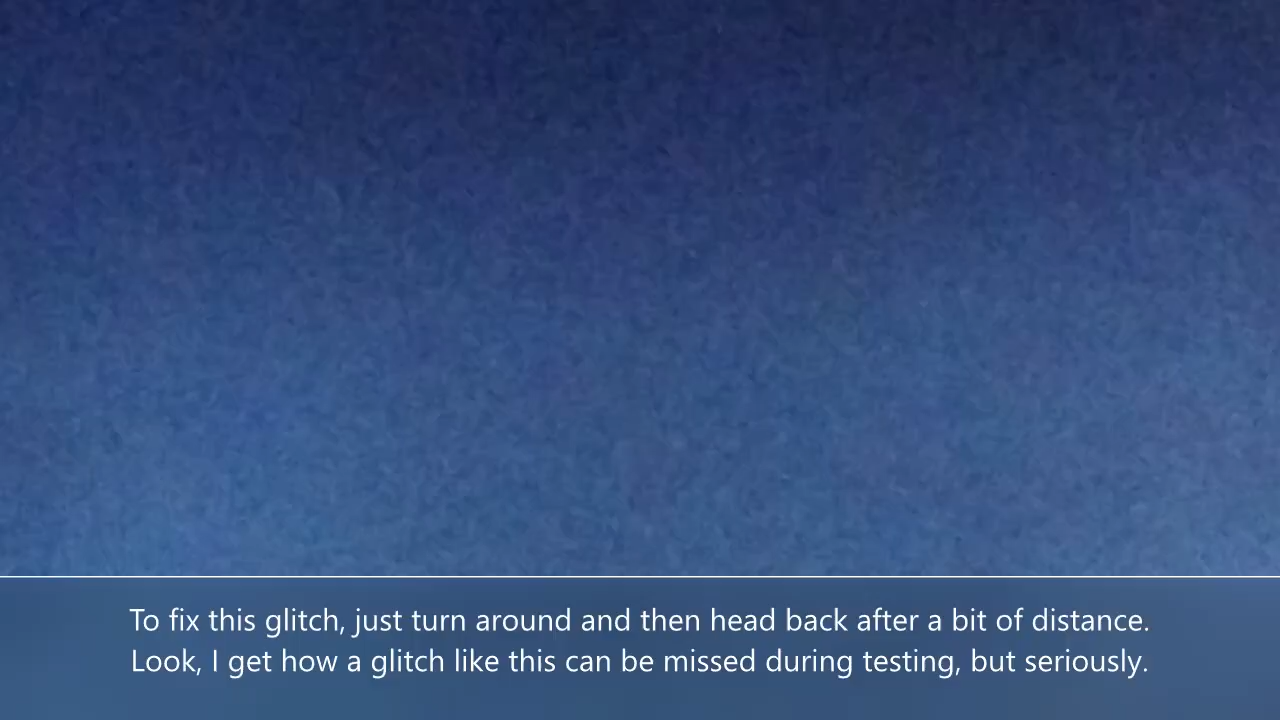 To fix this glitch, just turn around and then head back after a bit of distance.
Look, I get how a glitch like this can be missed during testing, but seriously.